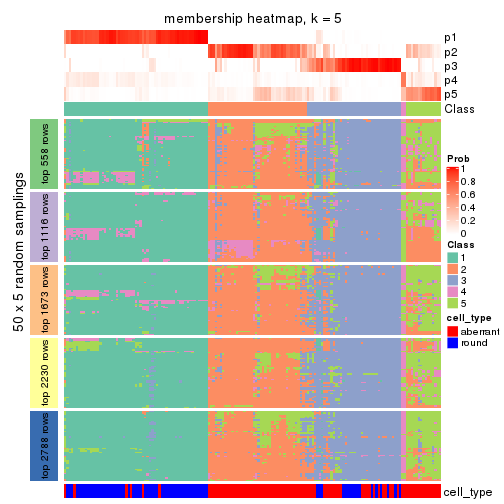 membership heatmap, k = 5
p1
p2
p3
p4
p5
Class
50 x 5 random samplings
top 558 rows
top 1116 rows
top 1673 rows
top 2230 rows
top 2788 rows
cell_type
Prob
1
0.8
0.6
0.4
0.2
0
Class
1
2
3
4
5
cell_type
aberrant
round